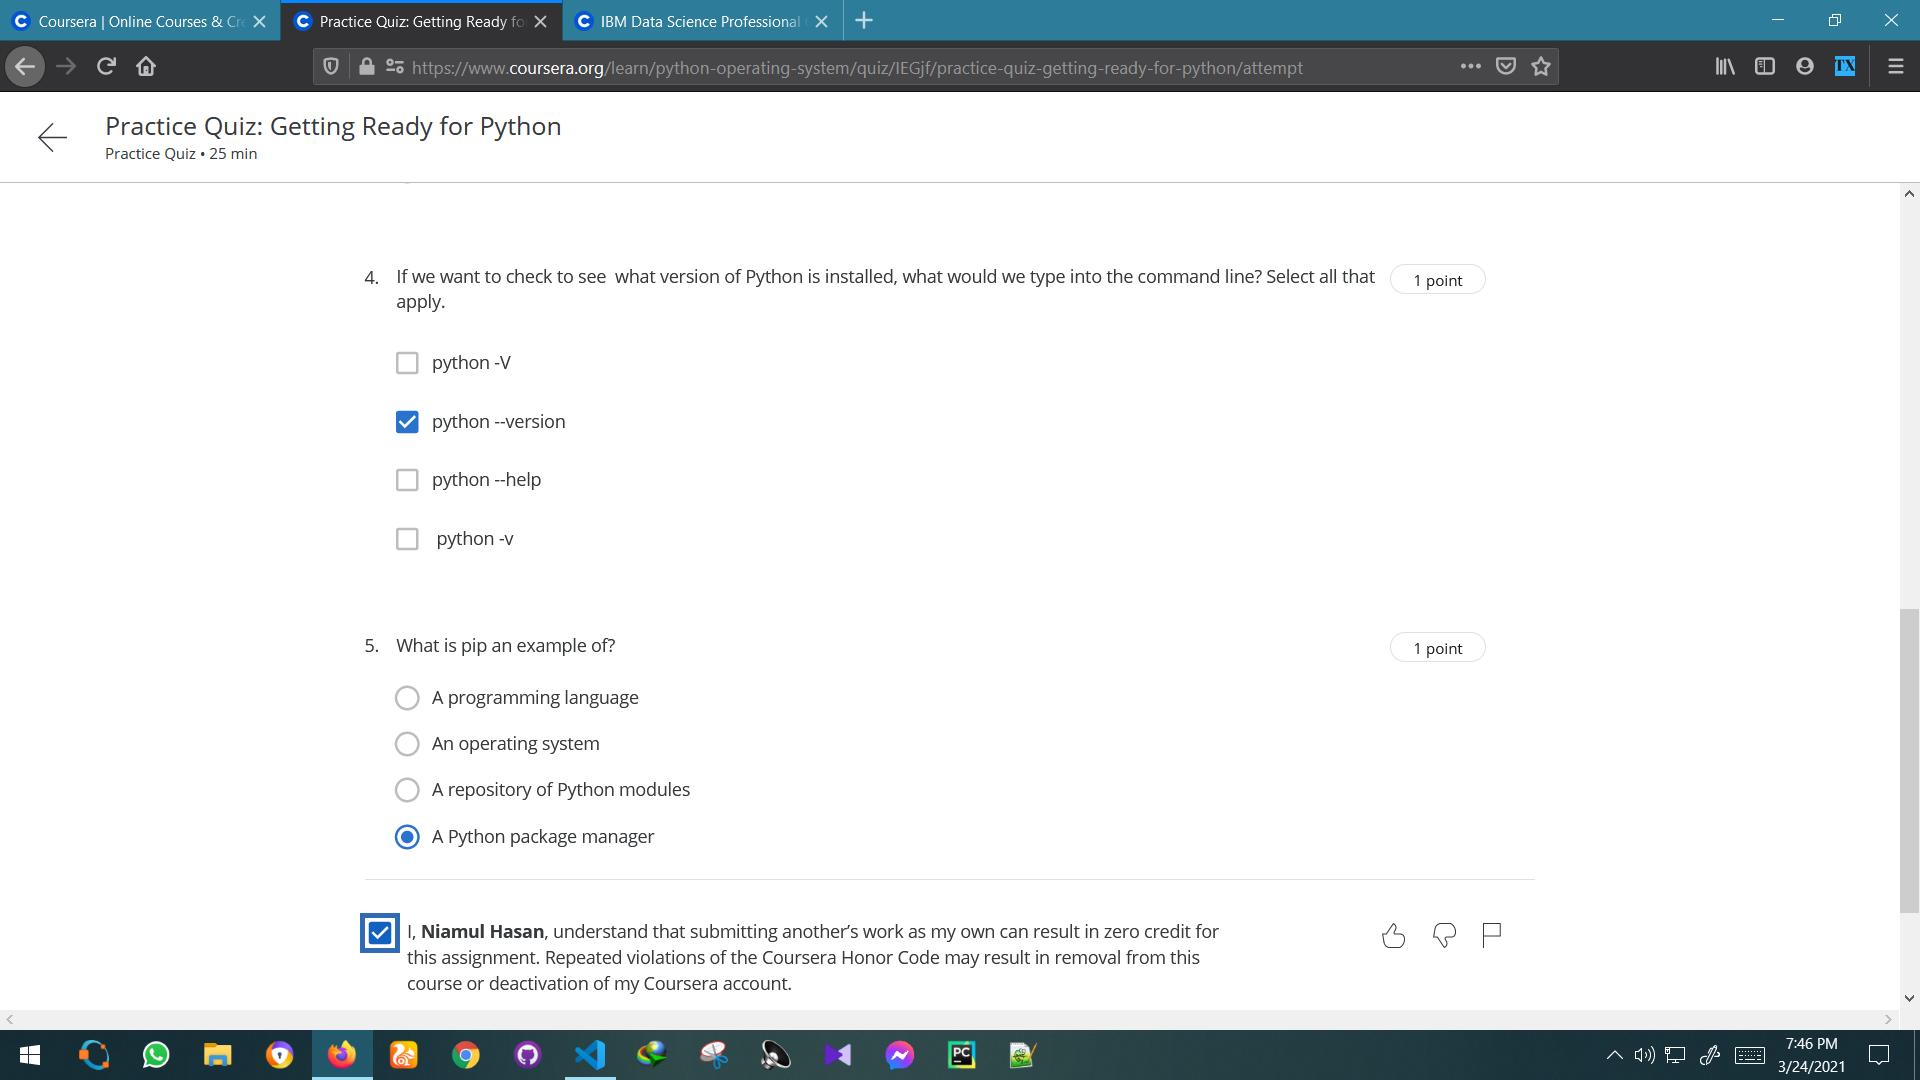 Coursera | Online Courses & Cre
Practice Quiz: Getting Ready fo
IBM Data Science Professional
https://www.coursera.org/learn/python-operating-system/quiz/IEGjf/practice-quiz-getting-ready-for-python/attempt
TX
Practice Quiz: Getting Ready for Python
Practice Quiz • 25 min
4. If we want to check to see what version of Python is installed, what would we type into the command line? Select all that
apply.
1 point
python -V
python --version
python --help
python -v
5. What is pip an example of?
1 point
A programming language
An operating system
A repository of Python modules
A Python package manager
I, Niamul Hasan, understand that submitting another's work as my own can result in zero credit for
this assignment. Repeated violations of the Coursera Honor Code may result in removal from this
course or deactivation of my Coursera account.
PC
7:46 PM
3/24/2021